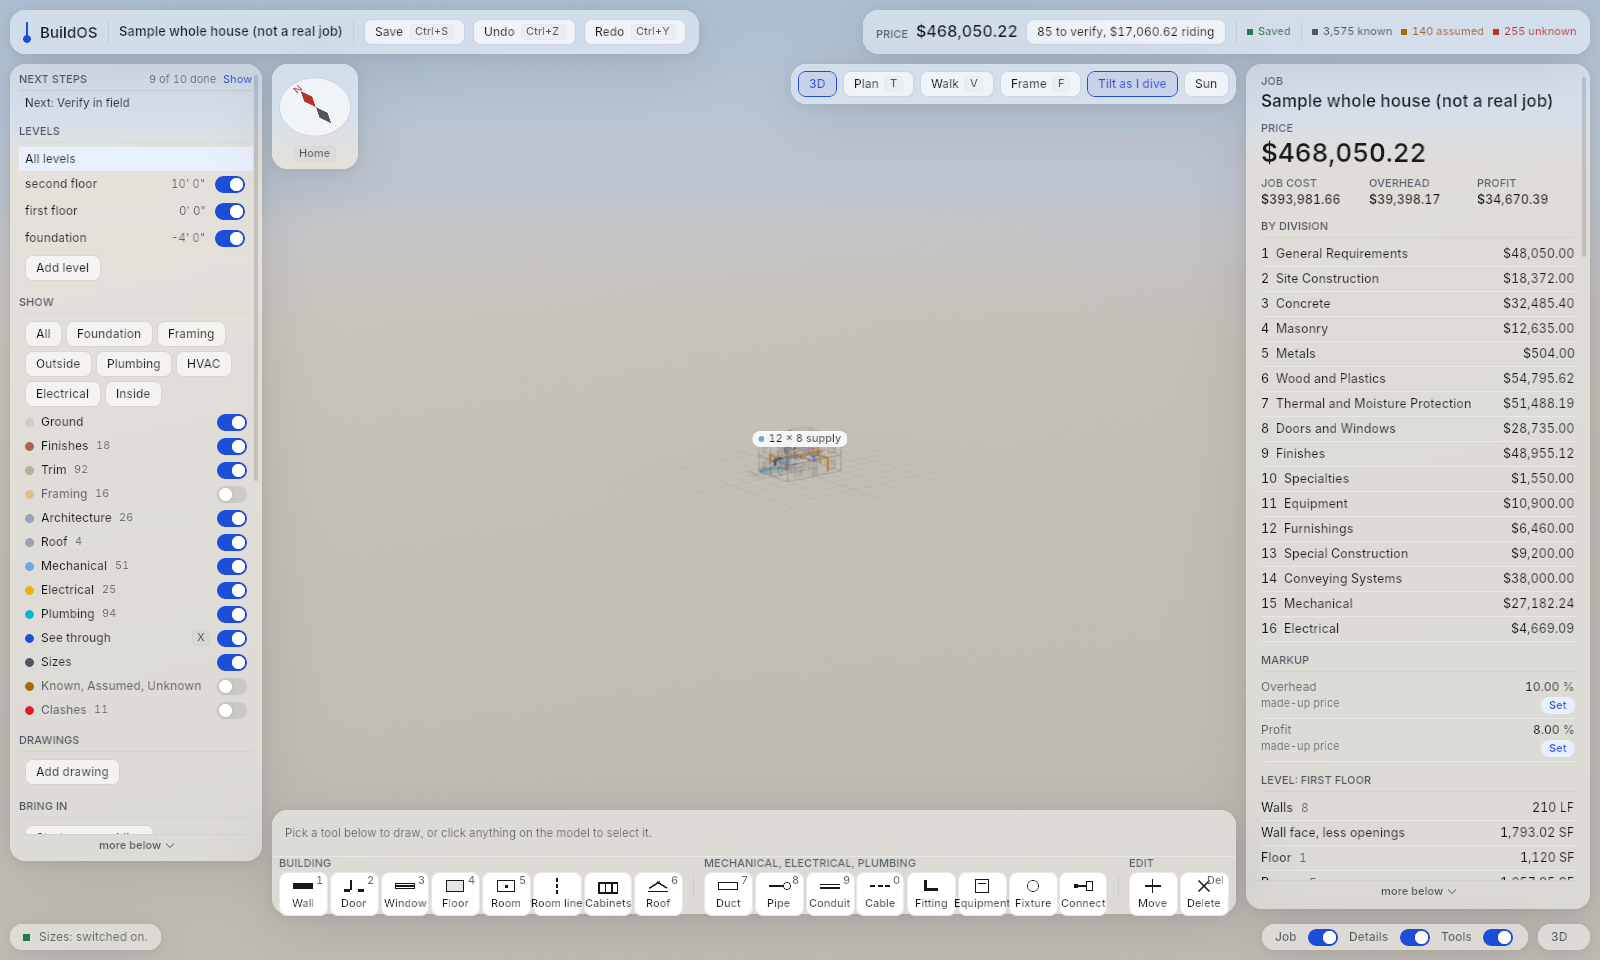 BuildOS
Sample whole house (not a real job)
Save Ctrl+S
Undo Ctrl+Z
Redo Ctrl+Y
PRICE $468,050.22
85 to verify, $17,060.62 riding
Saved
3,575 known
140 assumed
255 unknown
NEXT STEPS 9 of 10 done Show
Next: Verify in field
LEVELS
All levels
second floor 10' 0"
first floor 0' 0"
foundation -4' 0"
Add level
SHOW
All Foundation Framing
Outside Plumbing HVAC
Electrical Inside
Ground
Finishes 18
Trim 92
Framing 16
Architecture 26
Roof 4
Mechanical 51
Electrical 25
Plumbing 94
See through X
Sizes
Known, Assumed, Unknown
Clashes 11
DRAWINGS
Add drawing
BRING IN
more below
Sizes: switched on.
N
Home
3D
Plan T
Walk V
Frame F
Tilt as I dive
Sun
12 × 8 supply
Pick a tool below to draw, or click anything on the model to select it.
BUILDING
1 Wall
2 Door
3 Window
4 Floor
5 Room
Room line
Cabinets
6 Roof
MECHANICAL, ELECTRICAL, PLUMBING
7 Duct
8 Pipe
9 Conduit
0 Cable
Fitting
Equipment
Fixture
Connect
EDIT
Move
Del Delete
JOB
Sample whole house (not a real job)
PRICE
$468,050.22
JOB COST OVERHEAD PROFIT
$393,981.66 $39,398.17 $34,670.39
BY DIVISION
1 General Requirements $48,050.00
2 Site Construction $18,372.00
3 Concrete $32,485.40
4 Masonry $12,635.00
5 Metals $504.00
6 Wood and Plastics $54,795.62
7 Thermal and Moisture Protection $51,488.19
8 Doors and Windows $28,735.00
9 Finishes $48,955.12
10 Specialties $1,550.00
11 Equipment $10,900.00
12 Furnishings $6,460.00
13 Special Construction $9,200.00
14 Conveying Systems $38,000.00
15 Mechanical $27,182.24
16 Electrical $4,669.09
MARKUP
Overhead 10.00 %
made-up price Set
Profit 8.00 %
made-up price Set
LEVEL: FIRST FLOOR
Walls 8 210 LF
Wall face, less openings 1,793.02 SF
Floor 1 1,120 SF
more below
Job
Details
Tools
3D